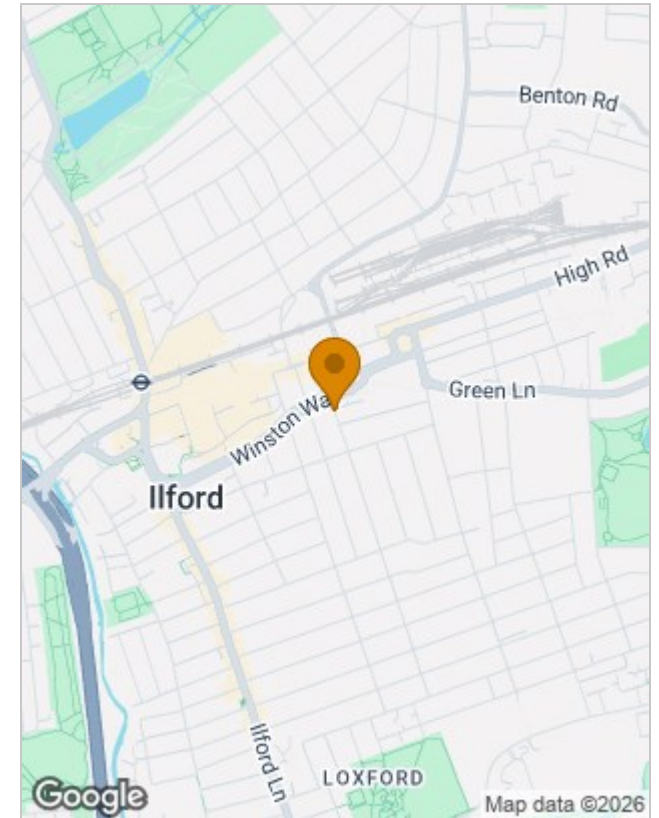 Benton Rd
High Rd
Green Ln
Winston Wa
Ilford
Ilford Ln
LOXFORD
Google
Map data ©2026